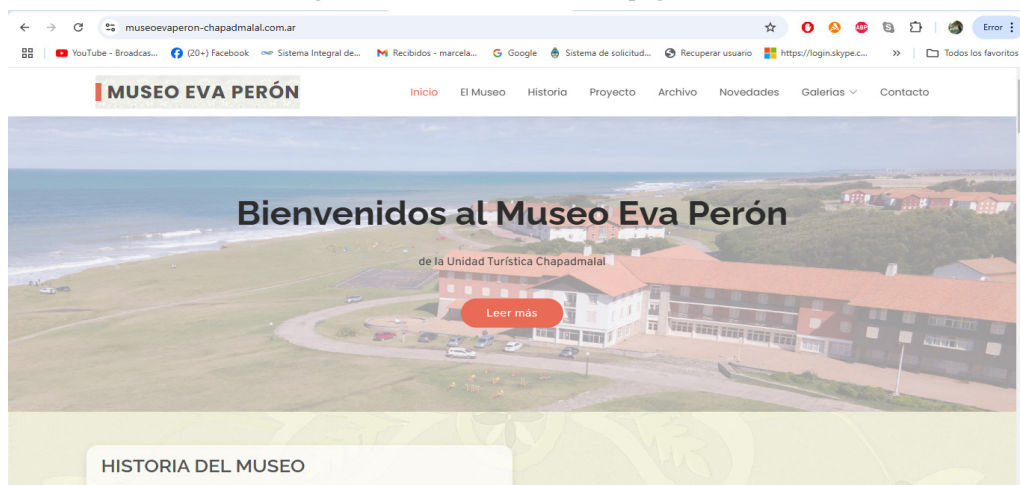 museoevaperon-chapadmalal.com.ar
ABP
Error
YouTube - Broadcas...
(20+) Facebook
Sistema Integral de...
Recibidos - marcela...
Google
Sistema de solicitud...
Recuperar usuario
https://login.skype.c...
»
Todos los favoritos
MUSEO EVA PERÓN
Inicio El Museo Historia Proyecto Archivo Novedades Galerias Contacto
Bienvenidos al Museo Eva Perón
de la Unidad Turística Chapadmalal
Leer más
HISTORIA DEL MUSEO